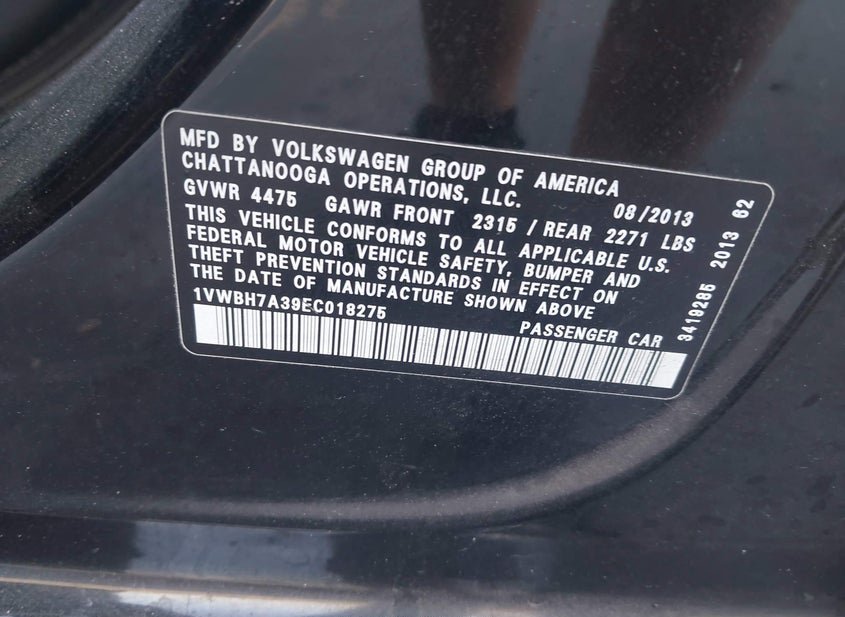 MFD BY VOLKSWAGEN GROUP OF AMERICA
CHATTANOOGA OPERATIONS, LLC. 08/2013
GVWR 4475 GAWR FRONT 2315 / REAR 2271 LBS
THIS VEHICLE CONFORMS TO ALL APPLICABLE U.S.
FEDERAL MOTOR VEHICLE SAFETY, BUMPER AND
THEFT PREVENTION STANDARDS IN EFFECT ON
THE DATE OF MANUFACTURE SHOWN ABOVE
1VWBH7A39EC018275 PASSENGER CAR
3419285 2013 62